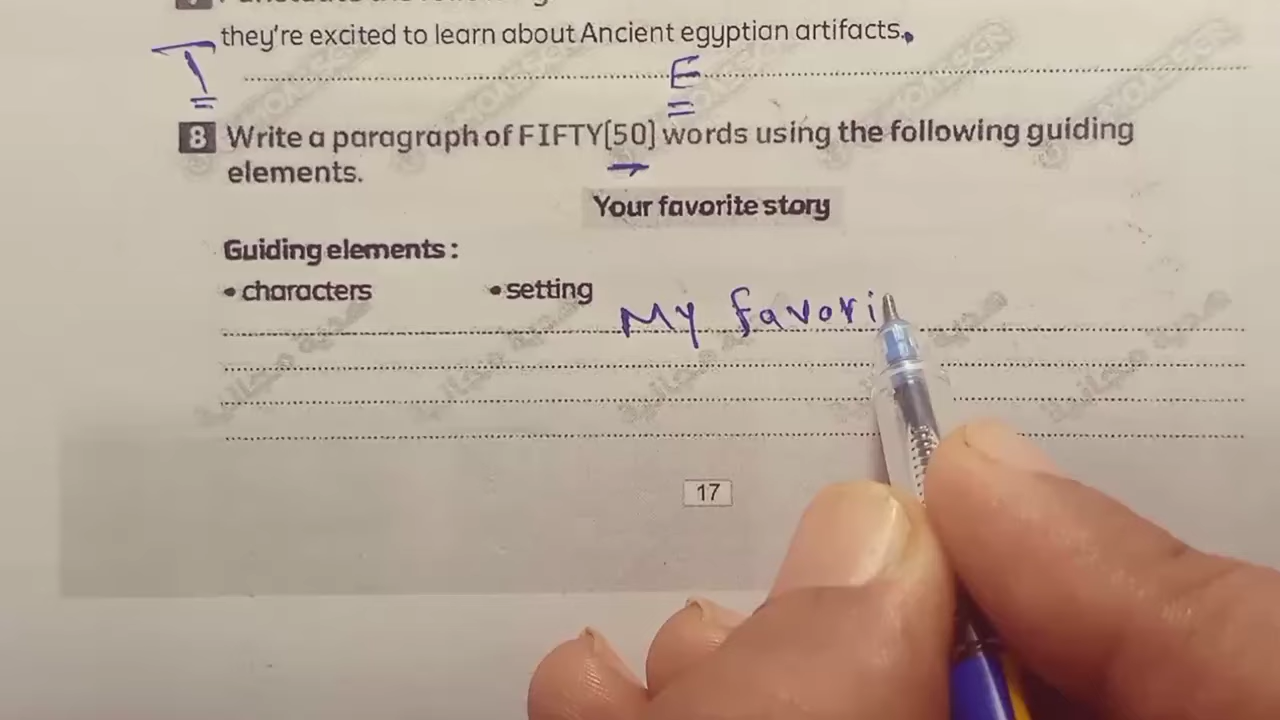 they're excited to learn about Ancient egyptian artifacts.
T E
8 Write a paragraph of FIFTY(50) words using the following guiding
elements.
Your favorite story
Guiding elements :
• characters • setting
My favori
17